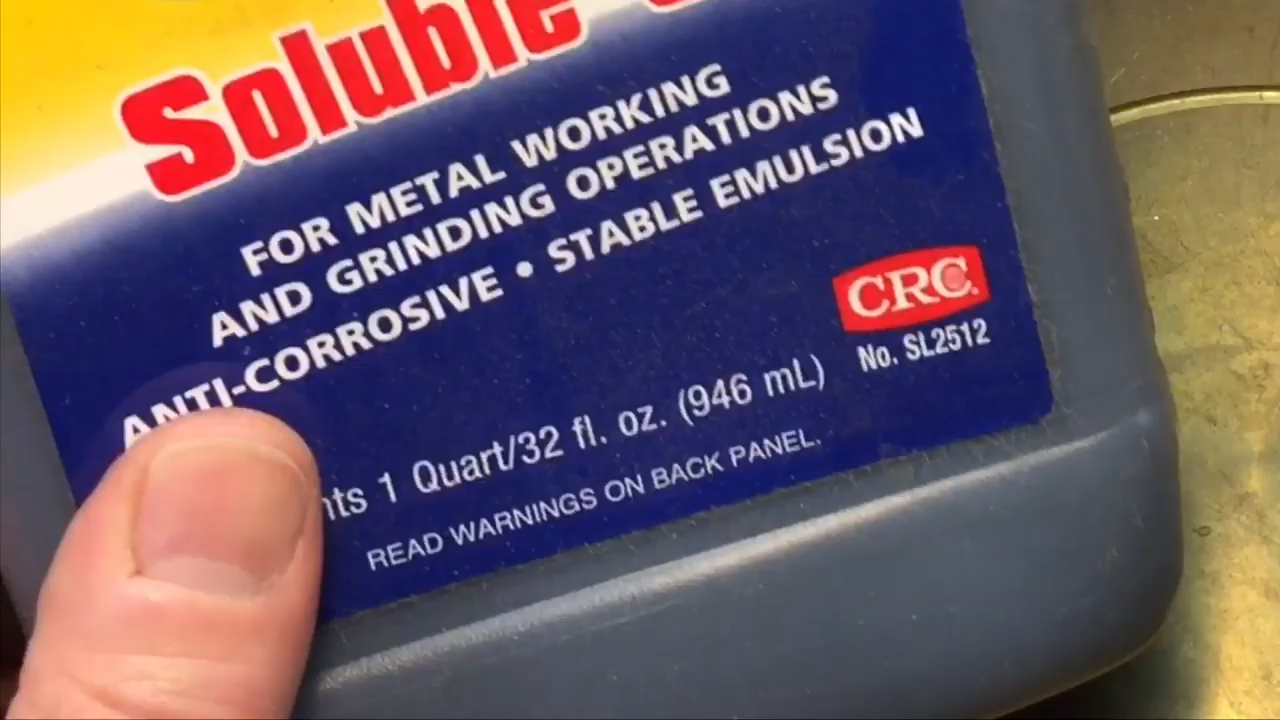 Soluble
FOR METAL WORKING
AND GRINDING OPERATIONS
ANTI-CORROSIVE • STABLE EMULSION
CRC
No. SL2512
1 Quart/32 fl. oz. (946 mL)
READ WARNINGS ON BACK PANEL.